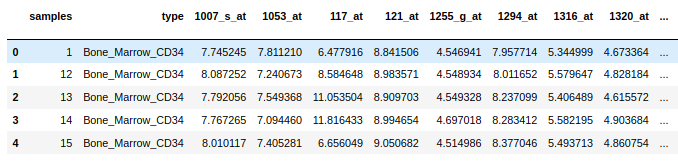 samples type 1007_s_at 1053_at 117_at 121_at 1255_g_at 1294_at 1316_at 1320_at ...
0 1 Bone_Marrow_CD34 7.745245 7.811210 6.477916 8.841506 4.546941 7.957714 5.344999 4.673364 ...
1 12 Bone_Marrow_CD34 8.087252 7.240673 8.584648 8.983571 4.548934 8.011652 5.579647 4.828184 ...
2 13 Bone_Marrow_CD34 7.792056 7.549368 11.053504 8.909703 4.549328 8.237099 5.406489 4.615572 ...
3 14 Bone_Marrow_CD34 7.767265 7.094460 11.816433 8.994654 4.697018 8.283412 5.582195 4.903684 ...
4 15 Bone_Marrow_CD34 8.010117 7.405281 6.656049 9.050682 4.514986 8.377046 5.493713 4.860754 ...